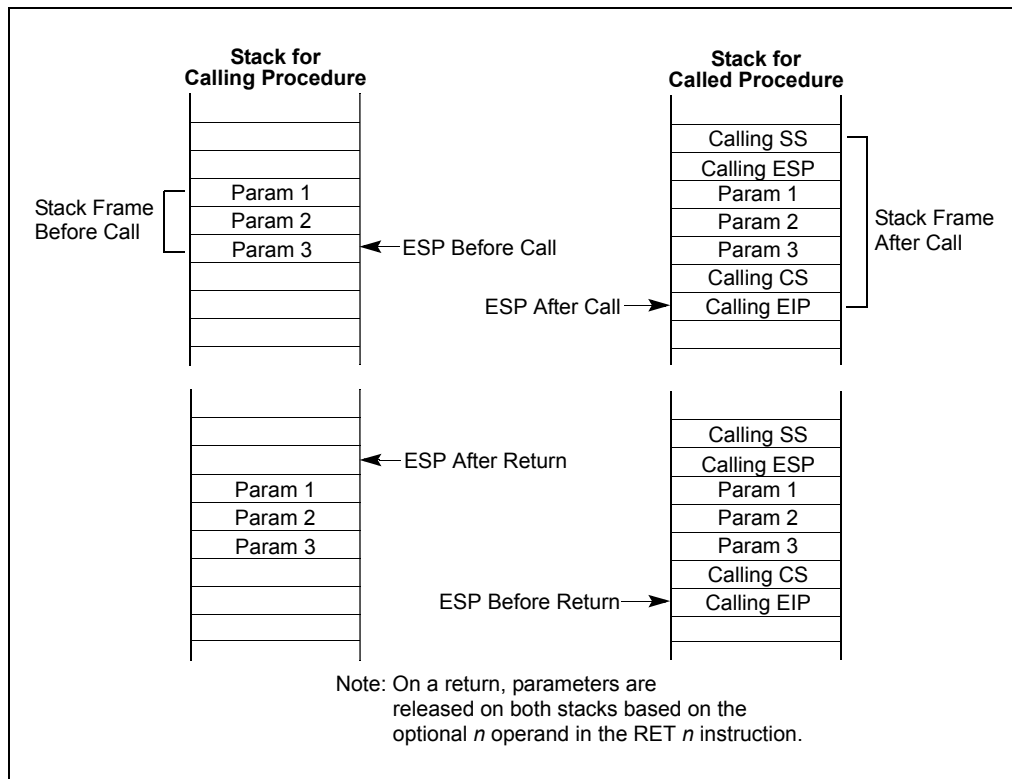 Stack for
Calling Procedure
Stack for
Called Procedure
Calling SS
Calling ESP
Param 1
Param 1
Stack Frame
Before Call
Param 2
Param 2
Stack Frame
After Call
Param 3
ESP Before Call
Param 3
Calling CS
ESP After Call
Calling EIP
Calling SS
ESP After Return
Calling ESP
Param 1
Param 1
Param 2
Param 2
Param 3
Param 3
Calling CS
ESP Before Return
Calling EIP
Note: On a return, parameters are
released on both stacks based on the
optional n operand in the RET n instruction.